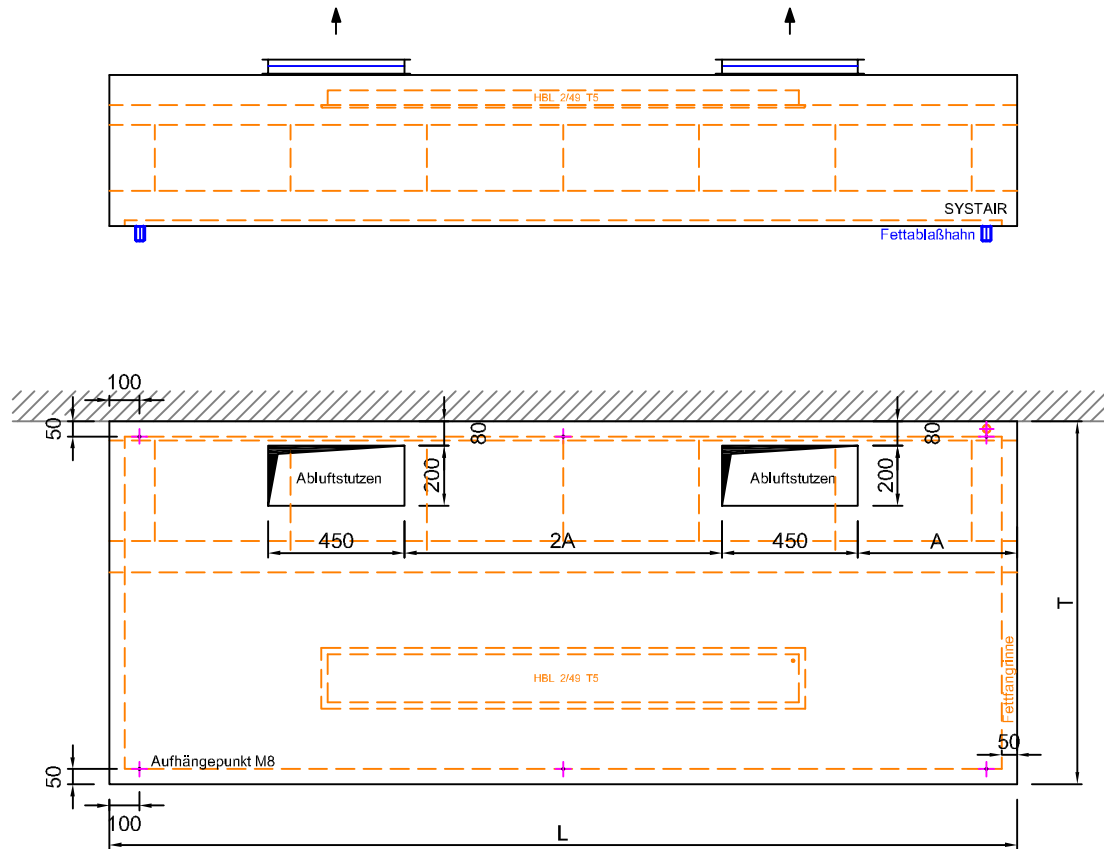 HBL 2/49 T5
SYSTAIR
Fettablaßhahn
100
50
80
80
Abluftstutzen
200
Abluftstutzen
200
450
2A
450
A
T
HBL 2/49 T5
Fettfangrinne
50
Aufhängepunkt M8
50
100
L